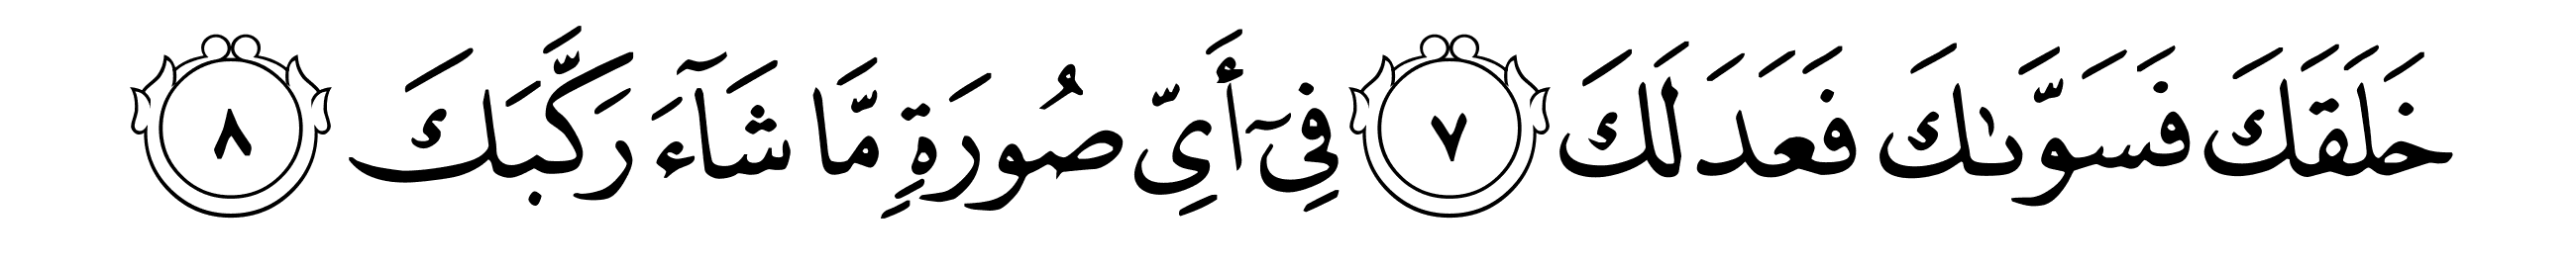 خَلَقَكَ فَسَوَّىٰكَ فَعَدَلَكَ ٧ فِىٓ أَىِّ صُورَةٍ مَّا شَآءَ رَكَّبَكَ ٨